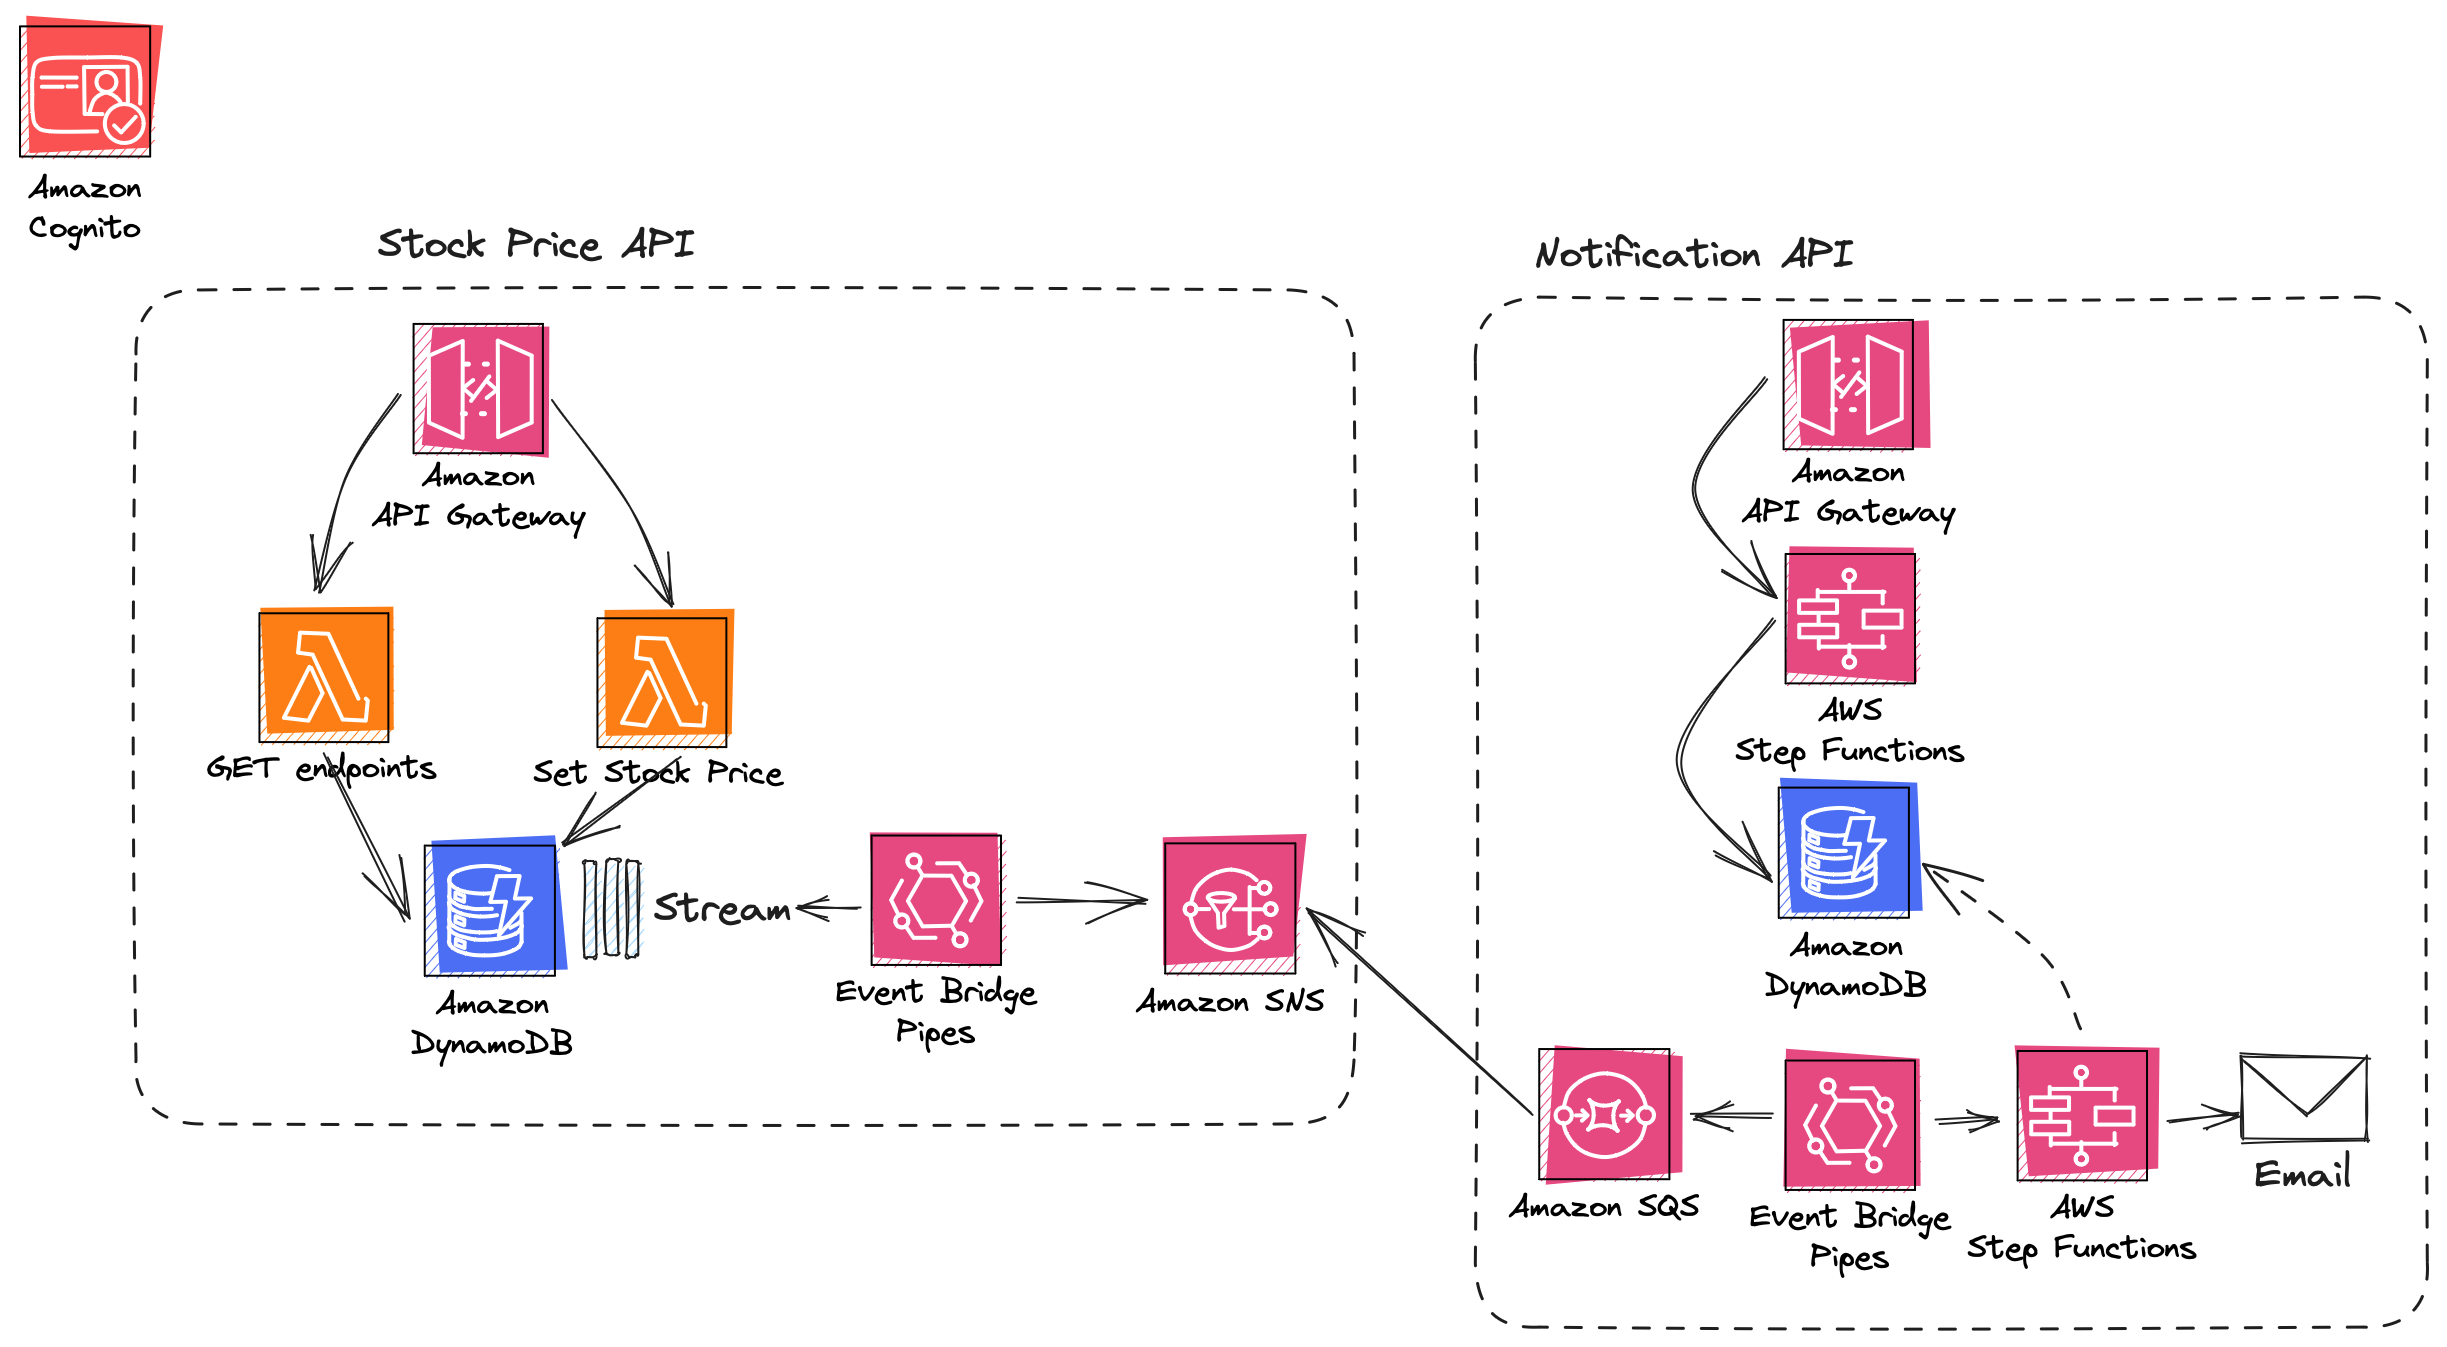 Amazon
Cognito
Stock Price API
Amazon
API Gateway
GET endpoints
Set Stock Price
Amazon
DynamoDB
Stream
Event Bridge
Pipes
Amazon SNS
Notification API
Amazon
API Gateway
AWS
Step Functions
Amazon
DynamoDB
Amazon SQS
Event Bridge
Pipes
AWS
Step Functions
Email